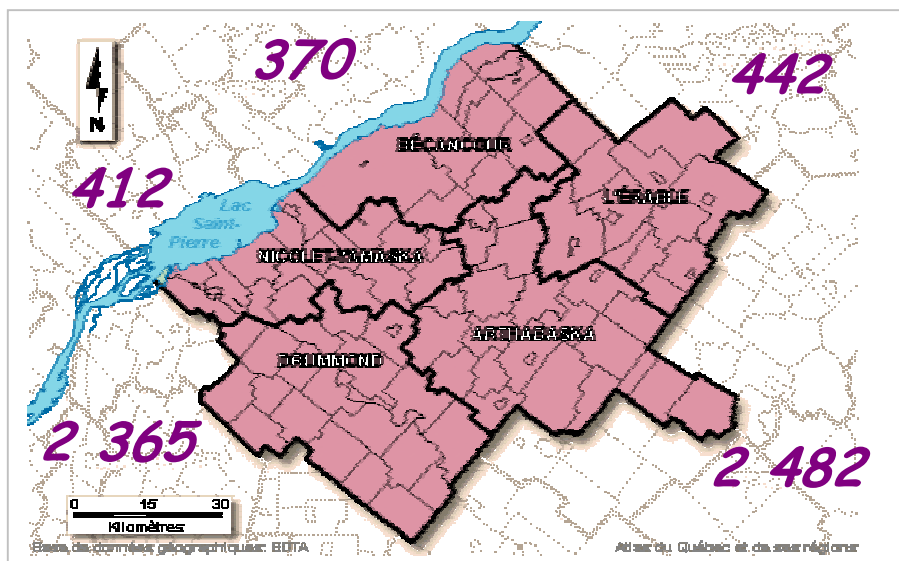 370
442
N
BÉCANCOUR
412
L'ÉRABLE
Lac
Saint-
Pierre
NICOLET-YAMASKA
ARTHABASKA
DRUMMOND
2 365
2 482
0 15 30
Kilomètres
Base de données géographiques: BDTA
Atlas du Québec et de ses régions